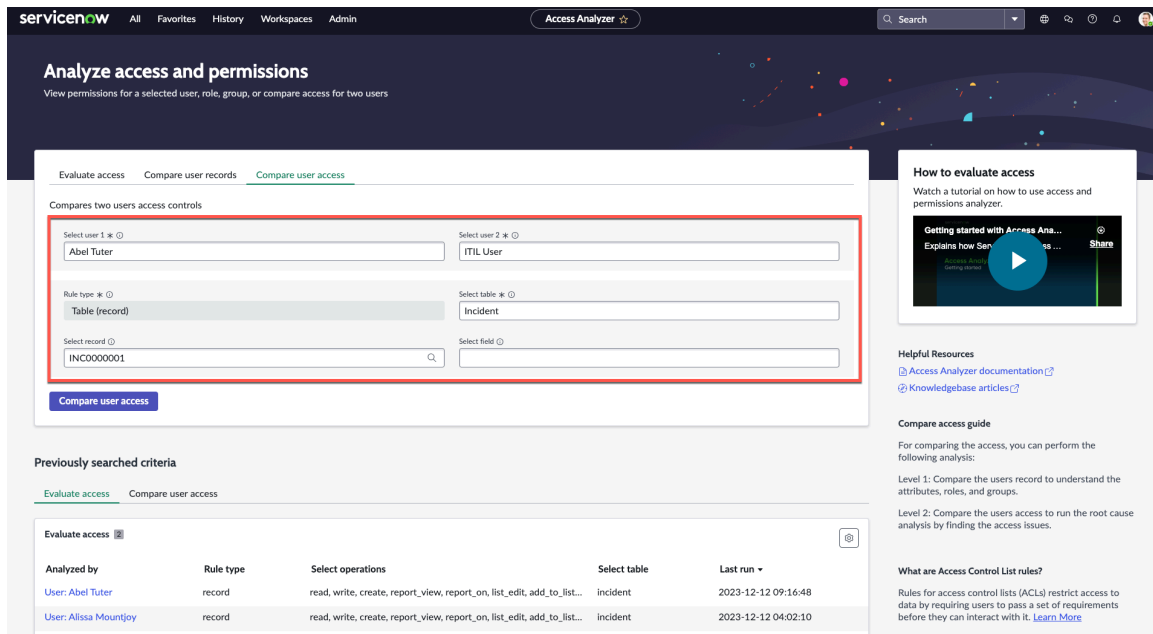 servicenow All Favorites History Workspaces Admin Access Analyzer Search
Analyze access and permissions
View permissions for a selected user, role, group, or compare access for two users
Evaluate access Compare user records Compare user access
Compares two users access controls
Select user 1 * Select user 2 *
Abel Tuter ITIL User
Rule type * Select table *
Table (record) Incident
Select record Select field
INC0000001
Compare user access
Previously searched criteria
Evaluate access Compare user access
Evaluate access 2
Analyzed by Rule type Select operations Select table Last run
User: Abel Tuter record read, write, create, report_view, report_on, list_edit, add_to_list... incident 2023-12-12 09:16:48
User: Alissa Mountjoy record read, write, create, report_view, report_on, list_edit, add_to_list... incident 2023-12-12 04:02:10
How to evaluate access
Watch a tutorial on how to use access and
permissions analyzer.
Getting started with Access Ana...
Explains how Ser ss ... Share
Access Analy
Getting started
Helpful Resources
Access Analyzer documentation
Knowledgebase articles
Compare access guide
For comparing the access, you can perform the
following analysis:
Level 1: Compare the users record to understand the
attributes, roles, and groups.
Level 2: Compare the users access to run the root cause
analysis by finding the access issues.
What are Access Control List rules?
Rules for access control lists (ACLs) restrict access to
data by requiring users to pass a set of requirements
before they can interact with it. Learn More